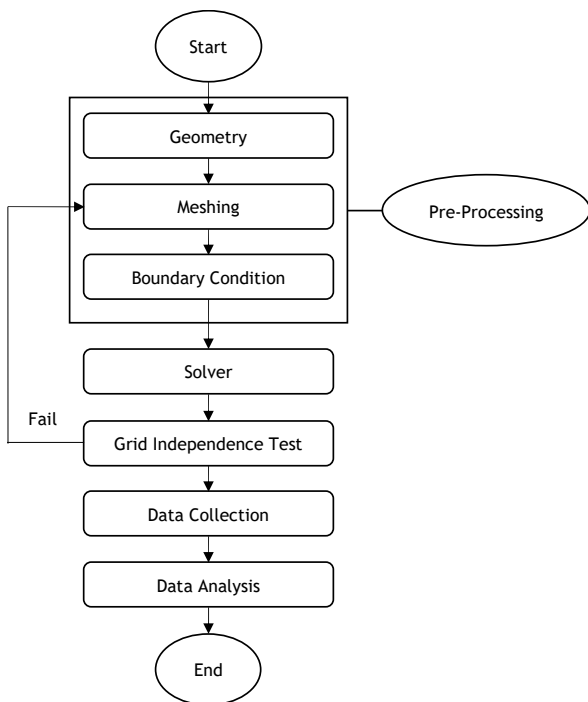 Start
Geometry
Meshing
Pre-Processing
Boundary Condition
Solver
Fail
Grid Independence Test
Data Collection
Data Analysis
End